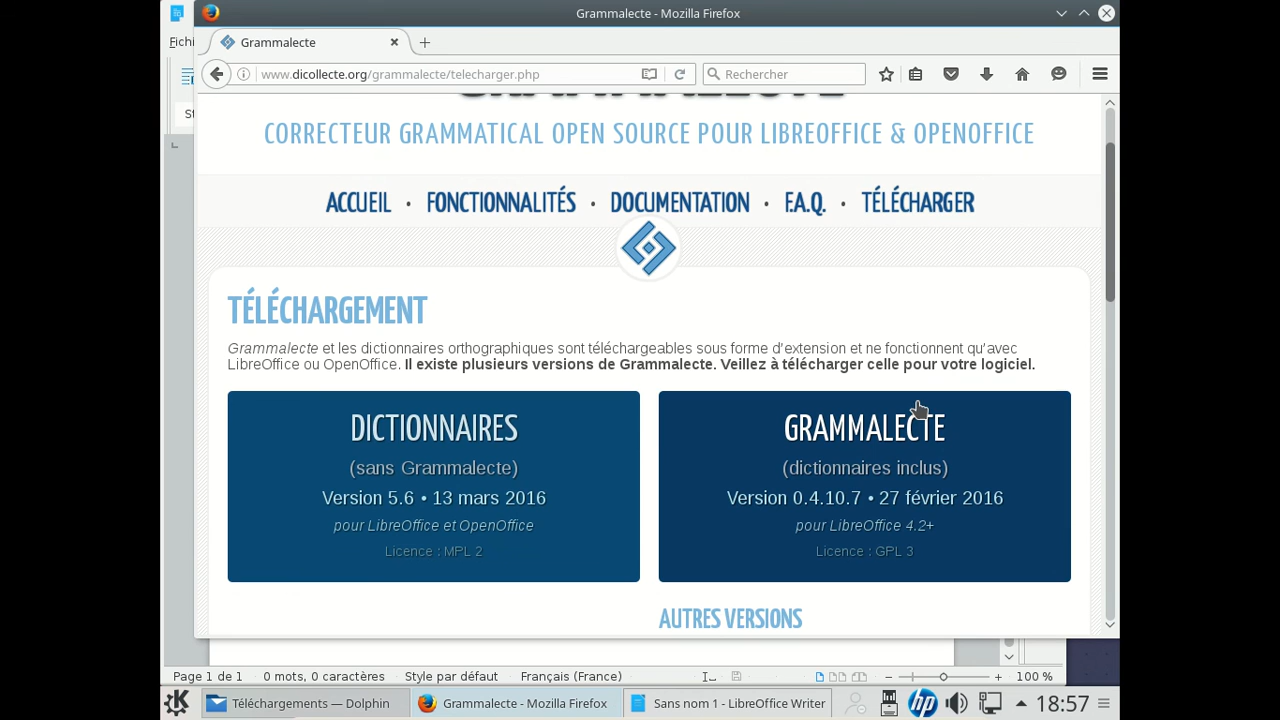 Grammalecte - Mozilla Firefox
Fichi
Grammalecte
www.dicollecte.org/grammalecte/telecharger.php
Rechercher
St
CORRECTEUR GRAMMATICAL OPEN SOURCE POUR LIBREOFFICE & OPENOFFICE
ACCUEIL • FONCTIONNALITÉS • DOCUMENTATION • F.A.Q. • TÉLÉCHARGER
TÉLÉCHARGEMENT
Grammalecte et les dictionnaires orthographiques sont téléchargeables sous forme d'extension et ne fonctionnent qu'avec
LibreOffice ou OpenOffice. Il existe plusieurs versions de Grammalecte. Veillez à télécharger celle pour votre logiciel.
DICTIONNAIRES
(sans Grammalecte)
Version 5.6 • 13 mars 2016
pour LibreOffice et OpenOffice
Licence : MPL 2
GRAMMALECTE
(dictionnaires inclus)
Version 0.4.10.7 • 27 février 2016
pour LibreOffice 4.2+
Licence : GPL 3
AUTRES VERSIONS
Page 1 de 1 0 mots, 0 caractères Style par défaut Français (France) 100 %
Téléchargements — Dolphin Grammalecte - Mozilla Firefox Sans nom 1 - LibreOffice Writer hp 18:57